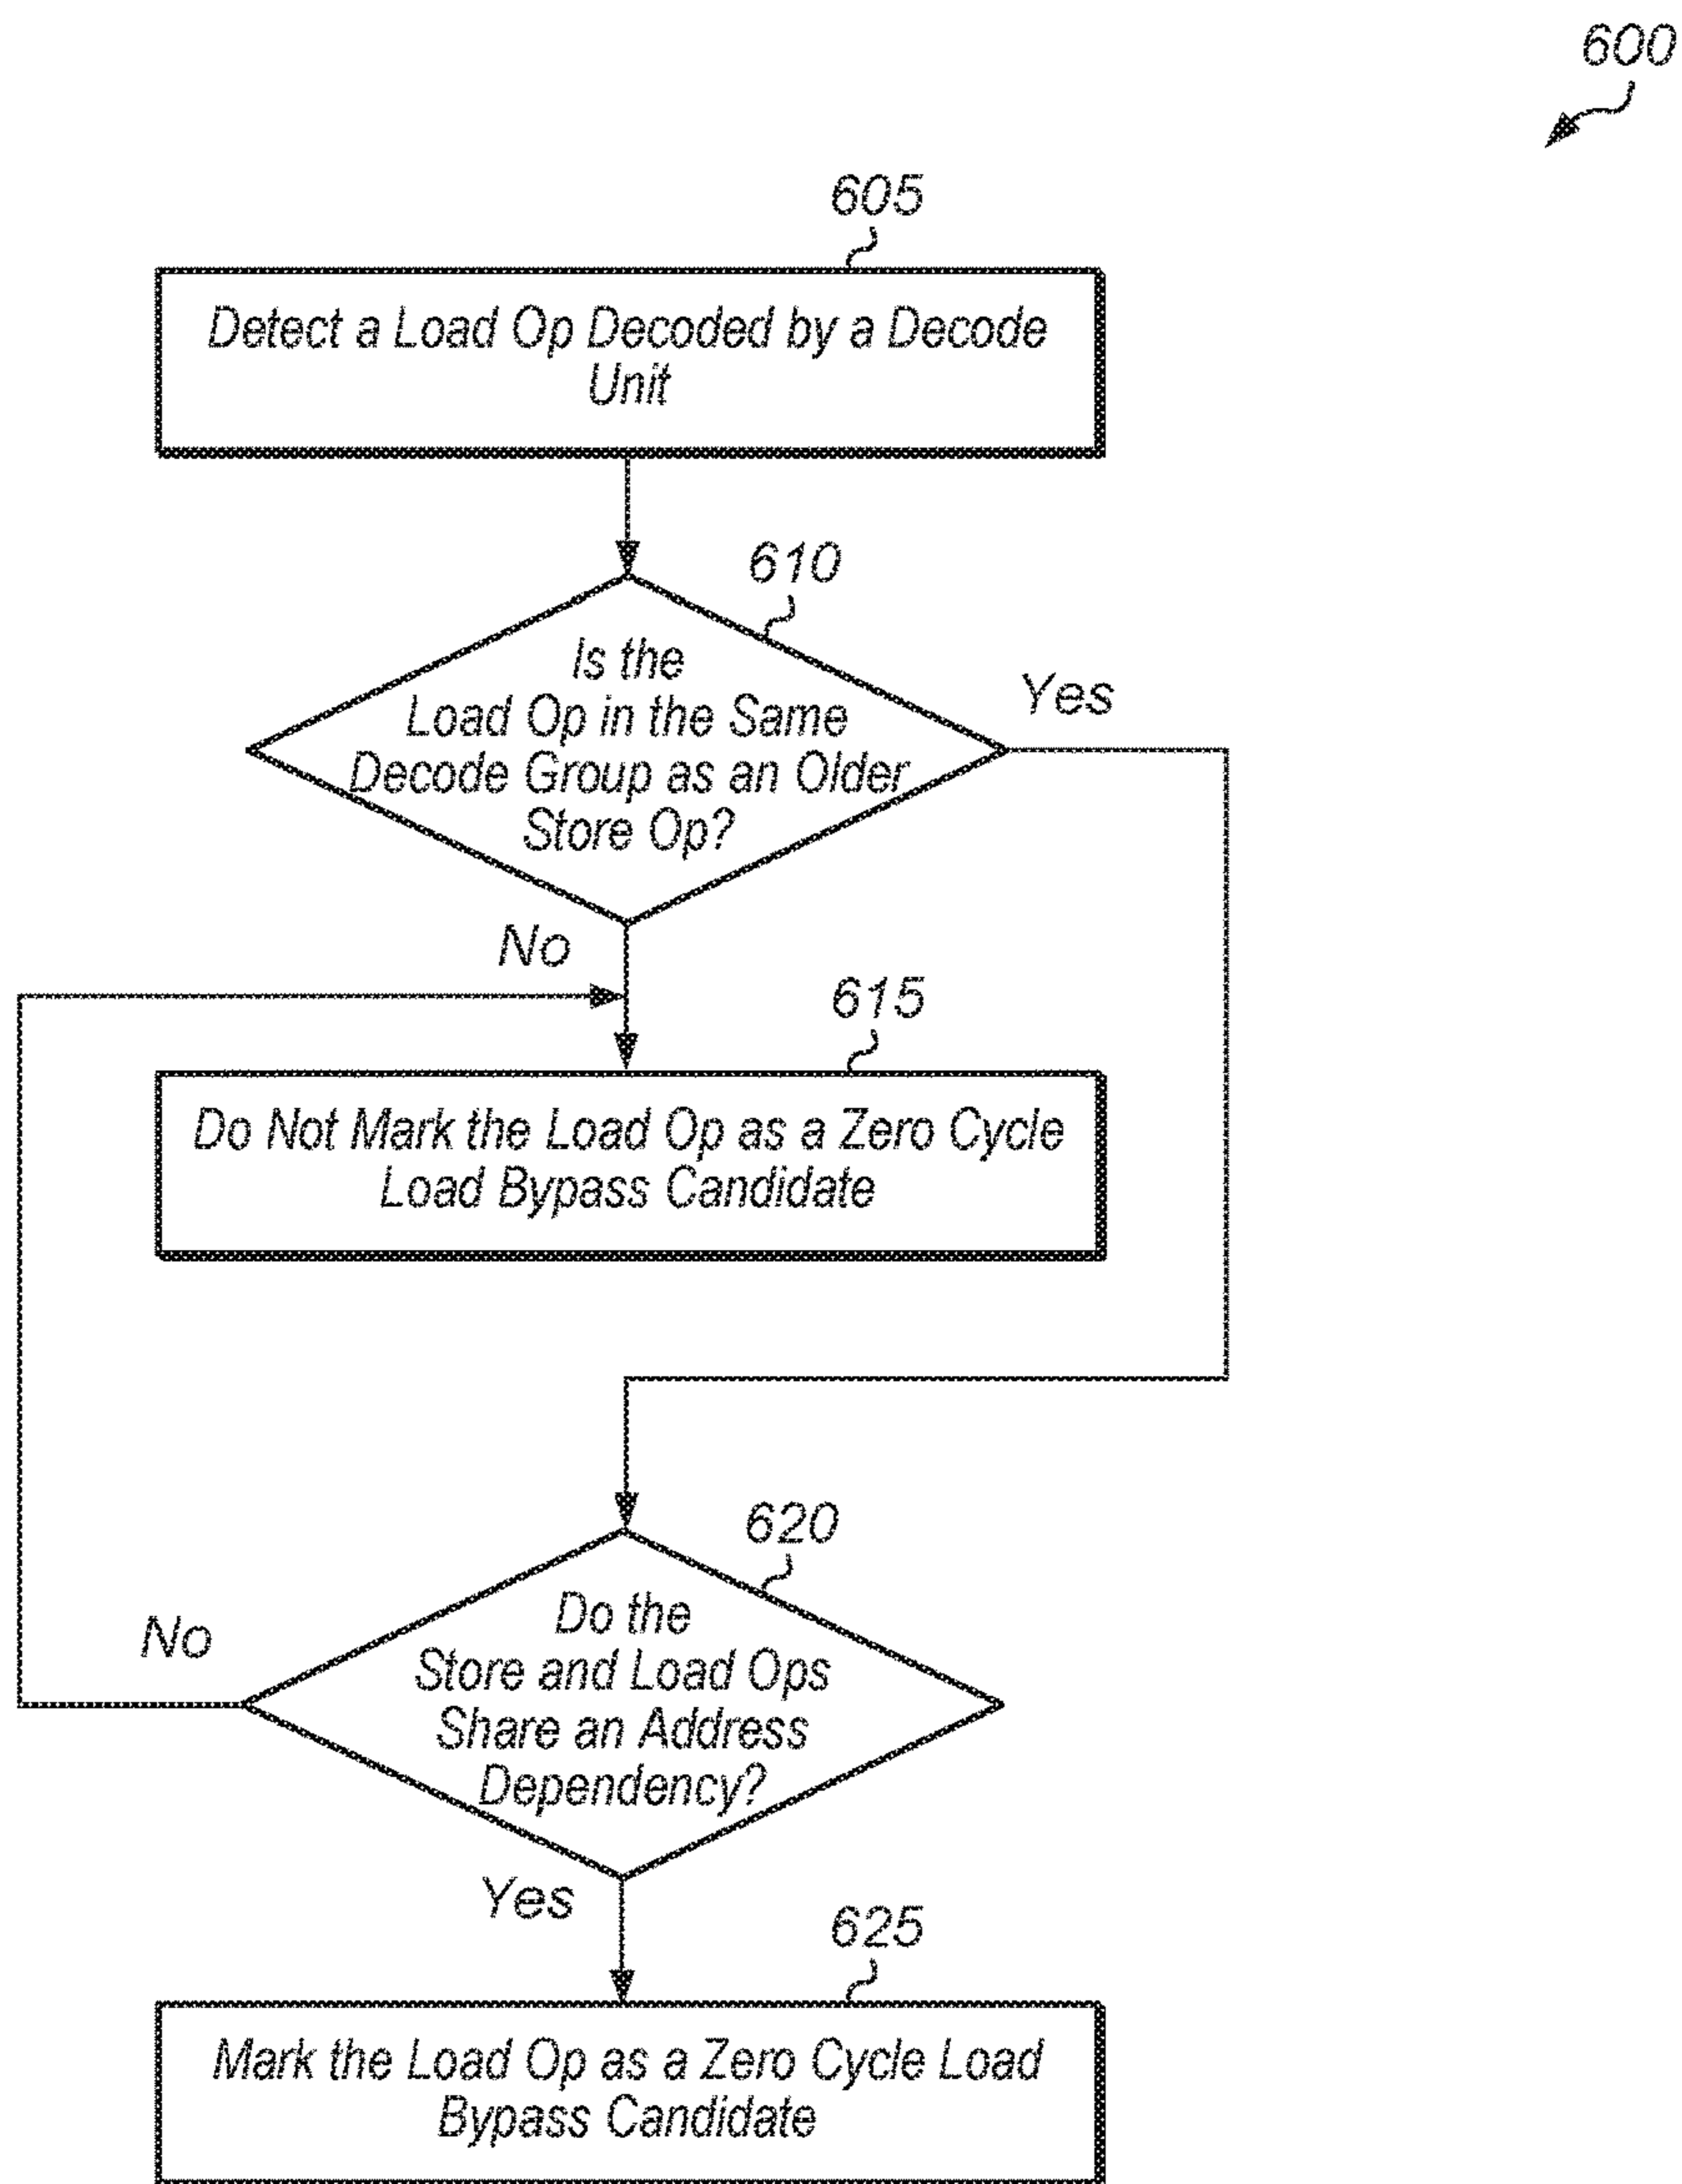 600
605
Detect a Load Op Decoded by a Decode
Unit
610
Is the
Load Op in the Same
Decode Group as an Older
Store Op?
Yes
No
615
Do Not Mark the Load Op as a Zero Cycle
Load Bypass Candidate
620
Do the
Store and Load Ops
Share an Address
Dependency?
No
Yes
625
Mark the Load Op as a Zero Cycle Load
Bypass Candidate